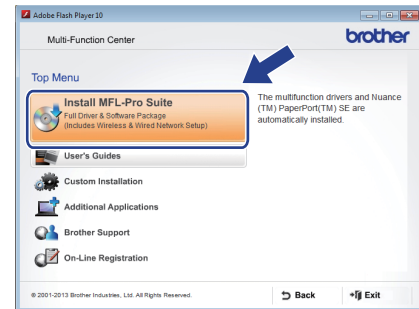 Adobe Flash Player 10
Multi-Function Center
brother
Top Menu
Install MFL-Pro Suite
Full Driver & Software Package
(Includes Wireless & Wired Network Setup)
The multifunction drivers and Nuance
(TM) PaperPort(TM) SE are
automatically installed.
User's Guides
Custom Installation
Additional Applications
Brother Support
On-Line Registration
© 2001-2013 Brother Industries, Ltd. All Rights Reserved.
Back
Exit